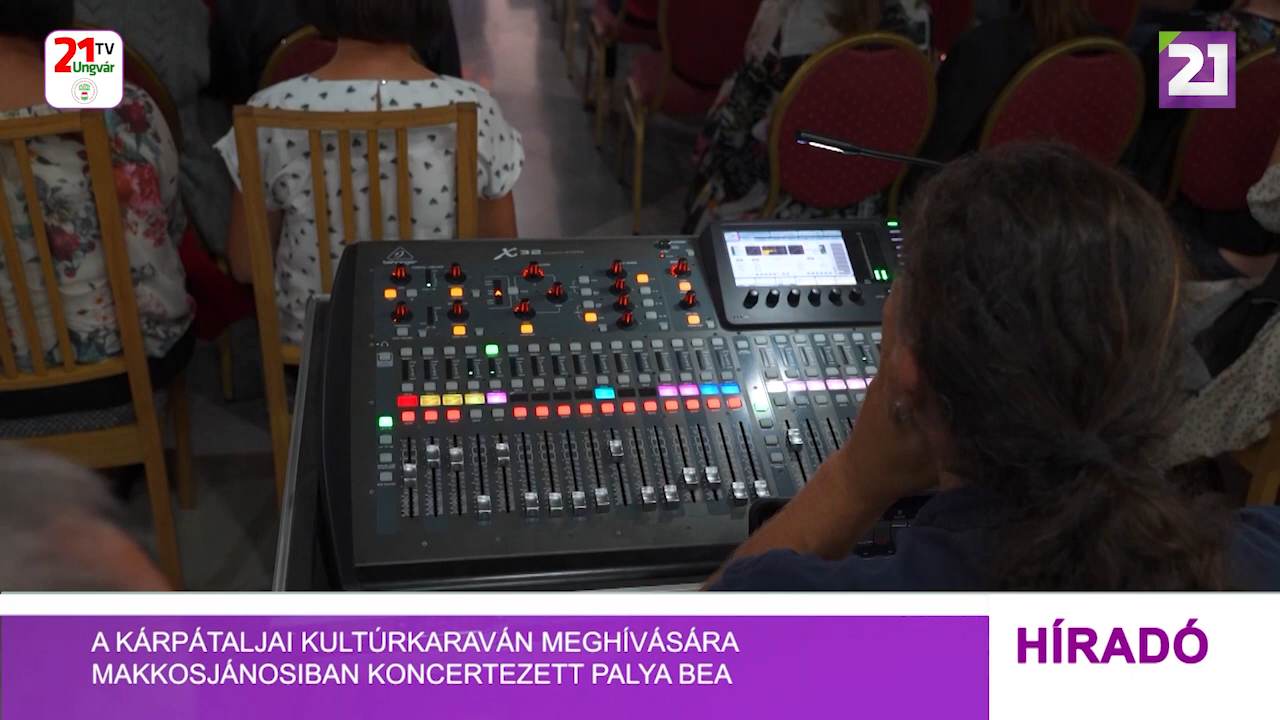 21TV
Ungvár
21
X32
A KÁRPÁTALJAI KULTÚRKARAVÁN MEGHÍVÁSÁRA
MAKKOSJÁNOSIBAN KONCERTEZETT PALYA BEA
HÍRADÓ